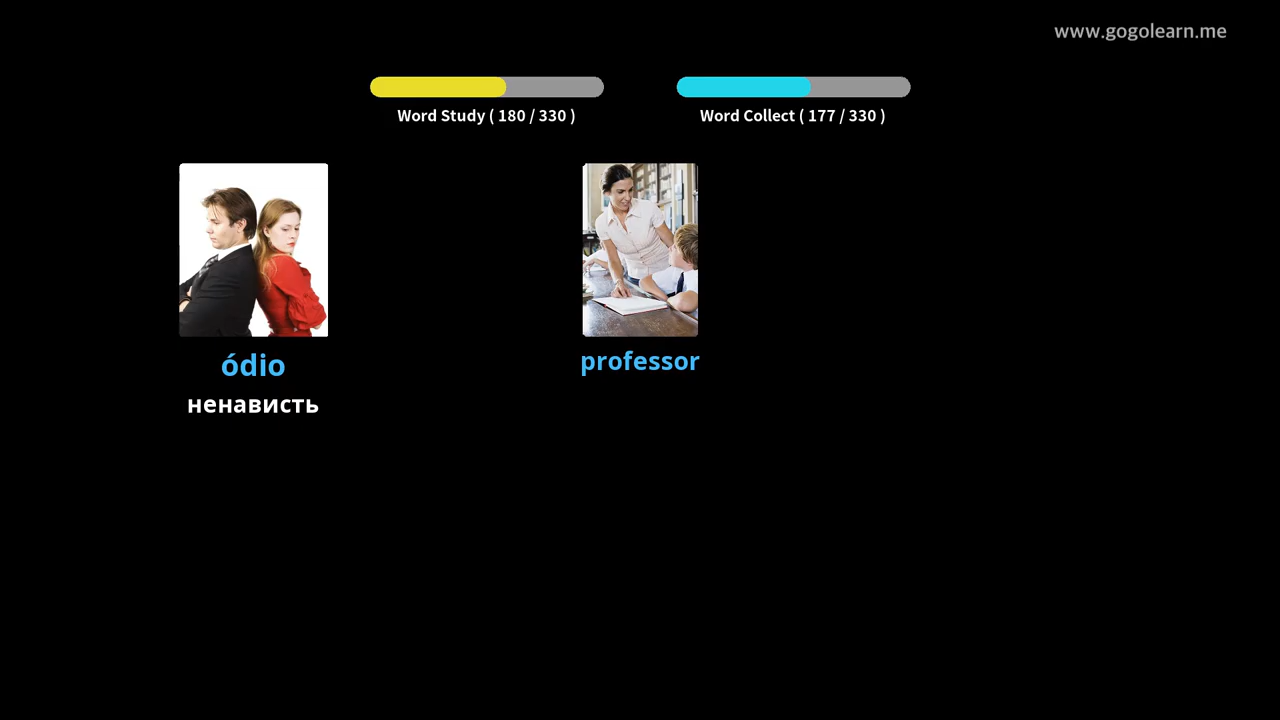 www.gogolearn.me
Word Study ( 180 / 330 )
Word Collect ( 177 / 330 )
ódio
professor
ненависть